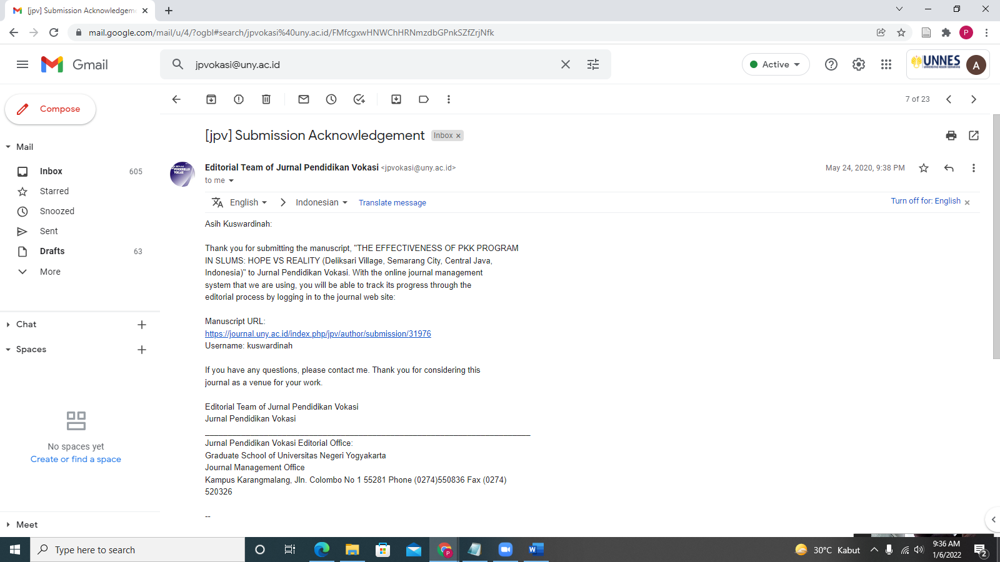 [jpv] Submission Acknowledgeme
mail.google.com/mail/u/4/?ogbl#search/jpvokasi%40uny.ac.id/FMfcgxwHNWChHRNmzdbGPnkSZfZrjNfk
P
Gmail
jpvokasi@uny.ac.id
Active
UNNES
UNIVERSITAS NEGERI SEMARANG
A
Compose
7 of 23
Mail
Inbox 605
Starred
Snoozed
Sent
Drafts 63
More
Chat
Spaces
No spaces yet
Create or find a space
Meet
[jpv] Submission Acknowledgement Inbox x
JURNAL
PENDIDIKAN
VOKASI
Editorial Team of Jurnal Pendidikan Vokasi <jpvokasi@uny.ac.id>
May 24, 2020, 9:38 PM
to me
English > Indonesian Translate message
Turn off for: English x
Asih Kuswardinah:
Thank you for submitting the manuscript, "THE EFFECTIVENESS OF PKK PROGRAM
IN SLUMS: HOPE VS REALITY (Deliksari Village, Semarang City, Central Java,
Indonesia)" to Jurnal Pendidikan Vokasi. With the online journal management
system that we are using, you will be able to track its progress through the
editorial process by logging in to the journal web site:
Manuscript URL:
https://journal.uny.ac.id/index.php/jpv/author/submission/31976
Username: kuswardinah
If you have any questions, please contact me. Thank you for considering this
journal as a venue for your work.
Editorial Team of Jurnal Pendidikan Vokasi
Jurnal Pendidikan Vokasi
________________________________________________________________________
Jurnal Pendidikan Vokasi Editorial Office:
Graduate School of Universitas Negeri Yogyakarta
Journal Management Office
Kampus Karangmalang, Jln. Colombo No 1 55281 Phone (0274)550836 Fax (0274)
520326
--
Type here to search
P
W
30°C Kabut
9:36 AM
1/6/2022
2